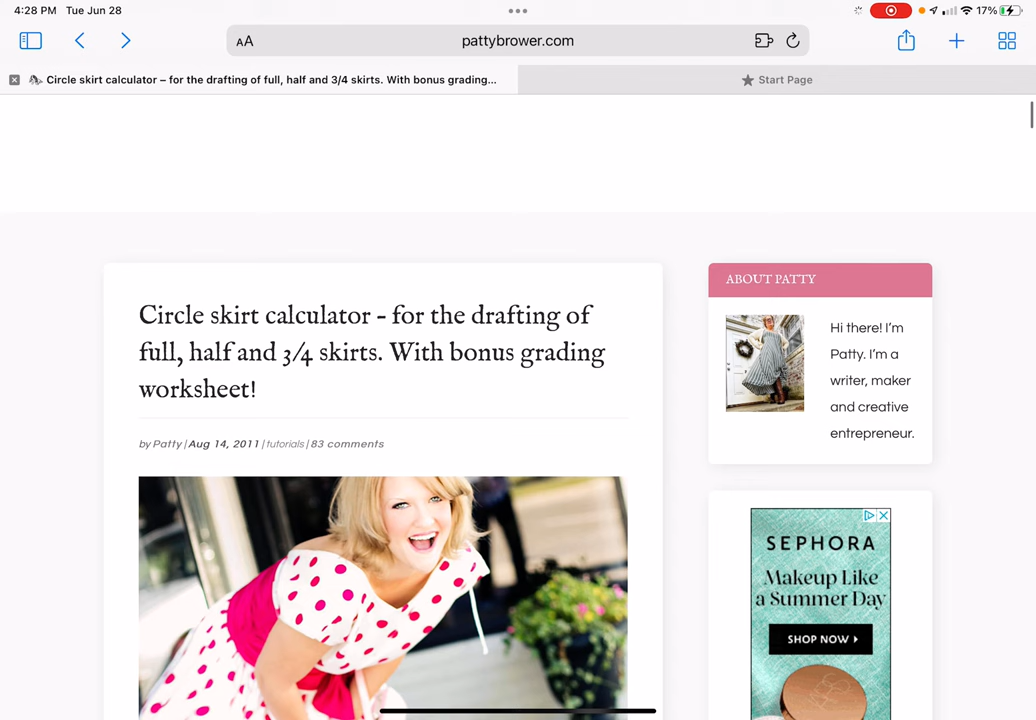 4:28 PM Tue Jun 28
17%
AA
pattybrower.com
Circle skirt calculator – for the drafting of full, half and 3/4 skirts. With bonus grading...
Start Page
Circle skirt calculator – for the drafting of
full, half and 3/4 skirts. With bonus grading
worksheet!
by Patty | Aug 14, 2011 | tutorials | 83 comments
ABOUT PATTY
Hi there! I’m
Patty. I’m a
writer, maker
and creative
entrepreneur.
SEPHORA
Makeup Like
a Summer Day
SHOP NOW